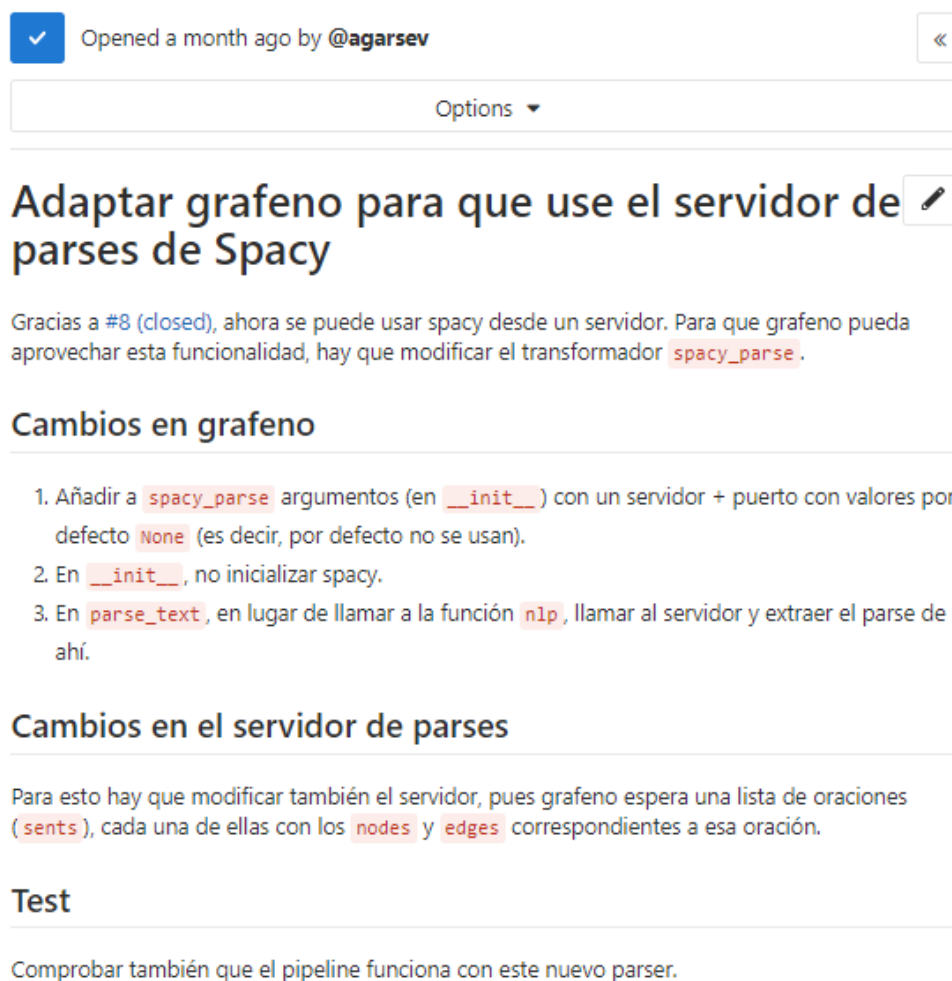 Opened a month ago by @agarsev
«
Options
Adaptar grafeno para que use el servidor de
parses de Spacy
Gracias a #8 (closed), ahora se puede usar spacy desde un servidor. Para que grafeno pueda
aprovechar esta funcionalidad, hay que modificar el transformador spacy_parse.
Cambios en grafeno
1. Añadir a spacy_parse argumentos (en __init__) con un servidor + puerto con valores por
defecto None (es decir, por defecto no se usan).
2. En __init__, no inicializar spacy.
3. En parse_text, en lugar de llamar a la función nlp, llamar al servidor y extraer el parse de
ahí.
Cambios en el servidor de parses
Para esto hay que modificar también el servidor, pues grafeno espera una lista de oraciones
(sents), cada una de ellas con los nodes y edges correspondientes a esa oración.
Test
Comprobar también que el pipeline funciona con este nuevo parser.